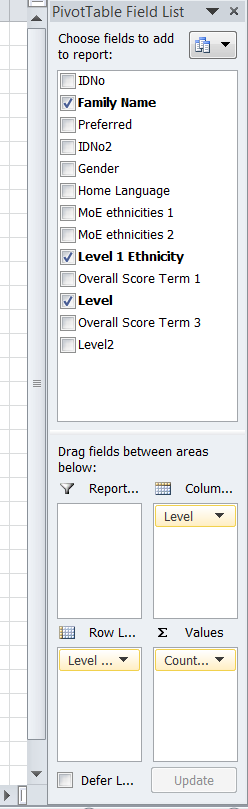 PivotTable Field List
Choose fields to add
to report:
IDNo
Family Name
Preferred
IDNo2
Gender
Home Language
MoE ethnicities 1
MoE ethnicities 2
Level 1 Ethnicity
Overall Score Term 1
Level
Overall Score Term 3
Level2
Drag fields between areas
below:
Report... Colum...
Level
Row L... Σ Values
Level ... Count...
Defer L... Update